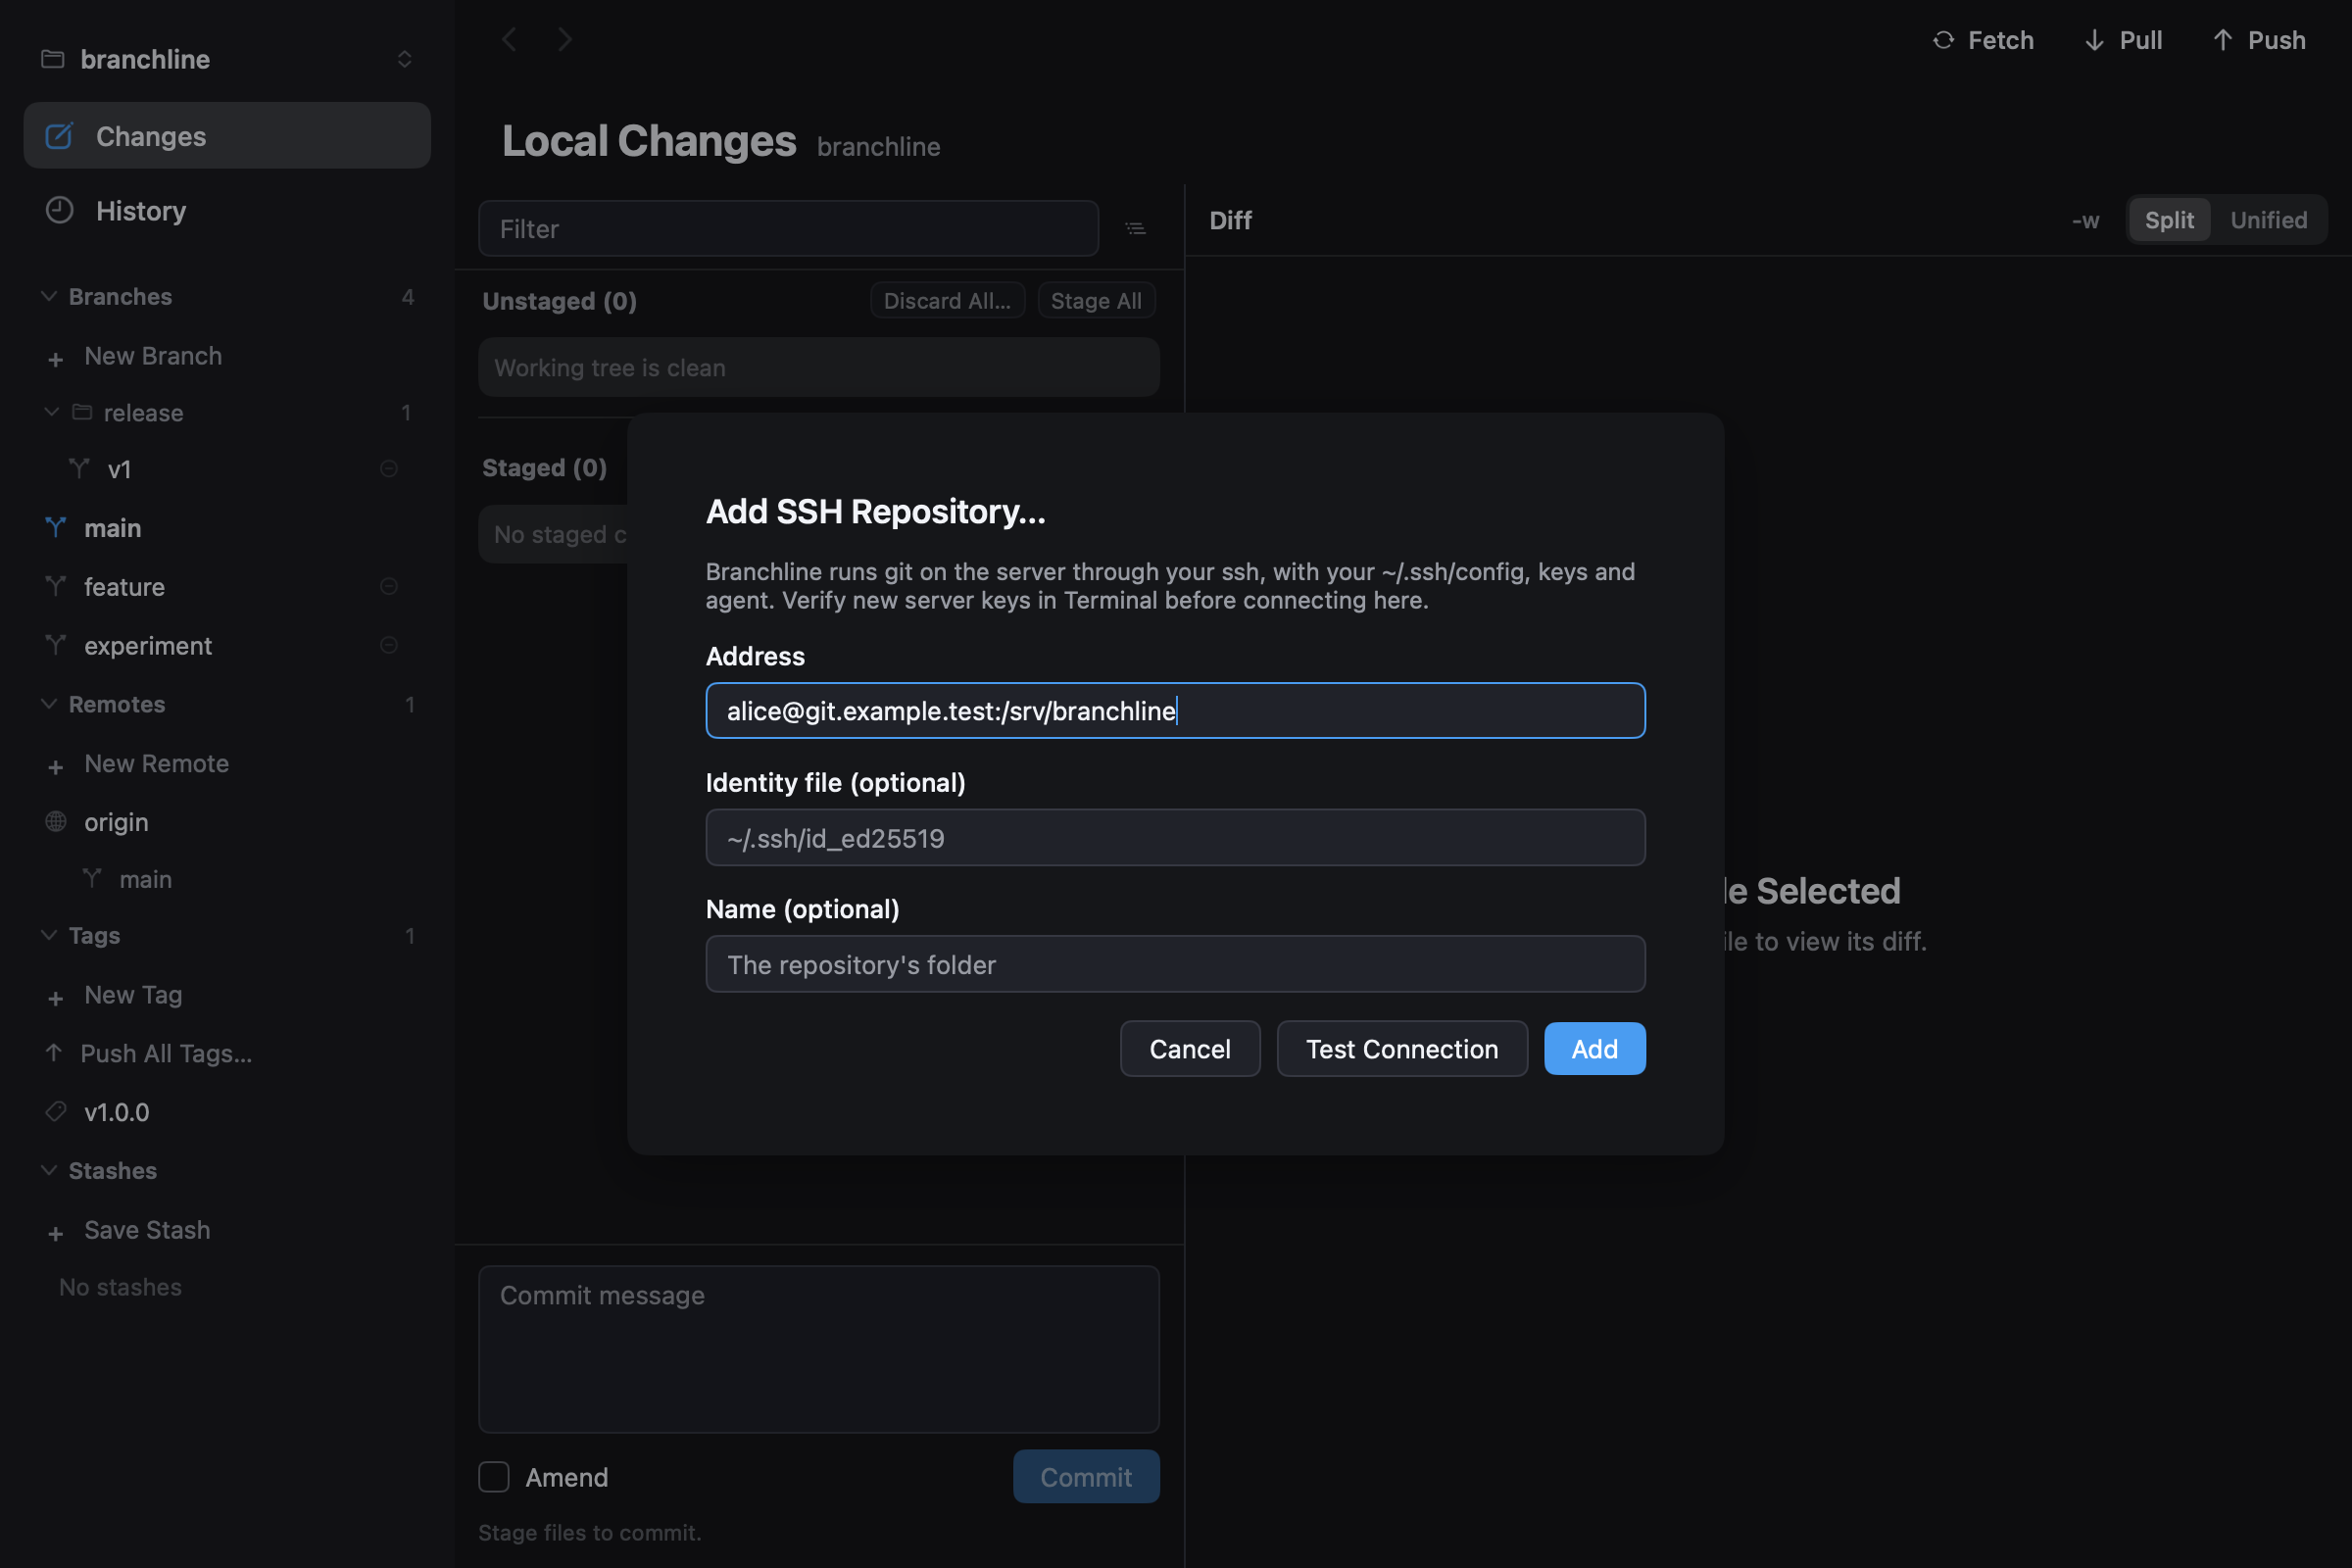 branchline
Changes
History
Branches 4
New Branch
release 1
v1
main
feature
experiment
Remotes 1
New Remote
origin
main
Tags 1
New Tag
Push All Tags...
v1.0.0
Stashes
Save Stash
No stashes
Fetch Pull Push
Local Changes branchline
Filter
Unstaged (0) Discard All... Stage All
Working tree is clean
Staged (0)
No staged c
Diff -w Split Unified
le Selected
ile to view its diff.
Add SSH Repository...
Branchline runs git on the server through your ssh, with your ~/.ssh/config, keys and
agent. Verify new server keys in Terminal before connecting here.
Address
alice@git.example.test:/srv/branchline
Identity file (optional)
~/.ssh/id_ed25519
Name (optional)
The repository's folder
Cancel Test Connection Add
Commit message
Amend Commit
Stage files to commit.